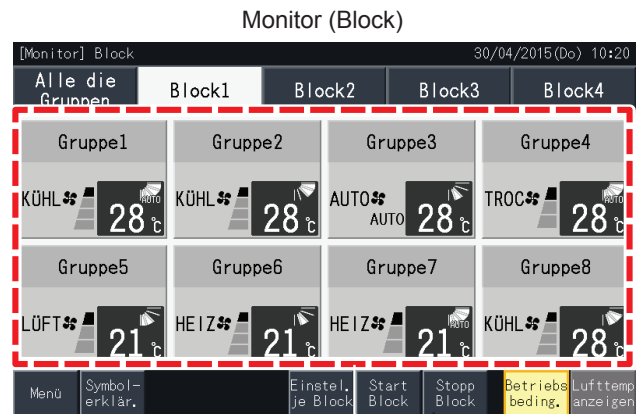 Monitor (Block)
[Monitor] Block 30/04/2015(Do) 10:20
Alle die Gruppen Block1 Block2 Block3 Block4
Gruppe1 Gruppe2 Gruppe3 Gruppe4
KÜHL AUTO 28 ℃ KÜHL 28 ℃ AUTO AUTO 28 ℃ TROC AUTO 28 ℃
Gruppe5 Gruppe6 Gruppe7 Gruppe8
LÜFT 21 ℃ HEIZ 21 ℃ HEIZ AUTO 21 ℃ KÜHL 28 ℃
Menü Symbol- Einstel. Start Stopp Betriebs Lufttemp
erklär. je Block Block Block beding. anzeigen